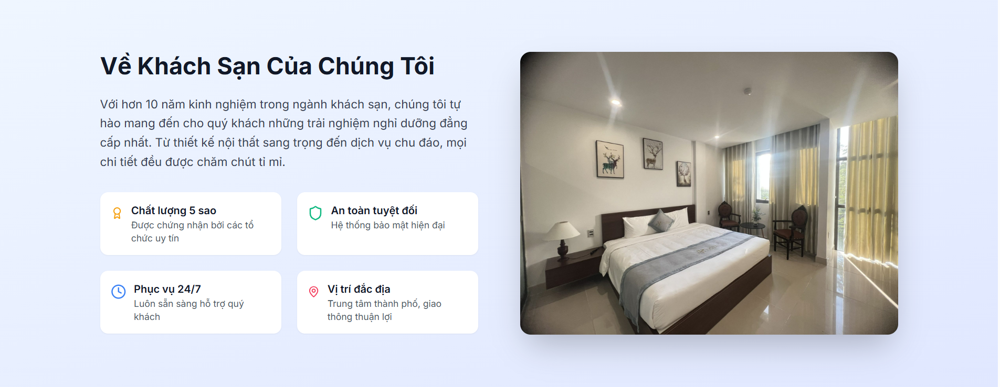 Về Khách Sạn Của Chúng Tôi
Với hơn 10 năm kinh nghiệm trong ngành khách sạn, chúng tôi tự
hào mang đến cho quý khách những trải nghiệm nghỉ dưỡng đẳng
cấp nhất. Từ thiết kế nội thất sang trọng đến dịch vụ chu đáo, mọi
chi tiết đều được chăm chút tỉ mỉ.
Chất lượng 5 sao
Được chứng nhận bởi các tổ
chức uy tín
An toàn tuyệt đối
Hệ thống bảo mật hiện đại
Phục vụ 24/7
Luôn sẵn sàng hỗ trợ quý
khách
Vị trí đắc địa
Trung tâm thành phố, giao
thông thuận lợi